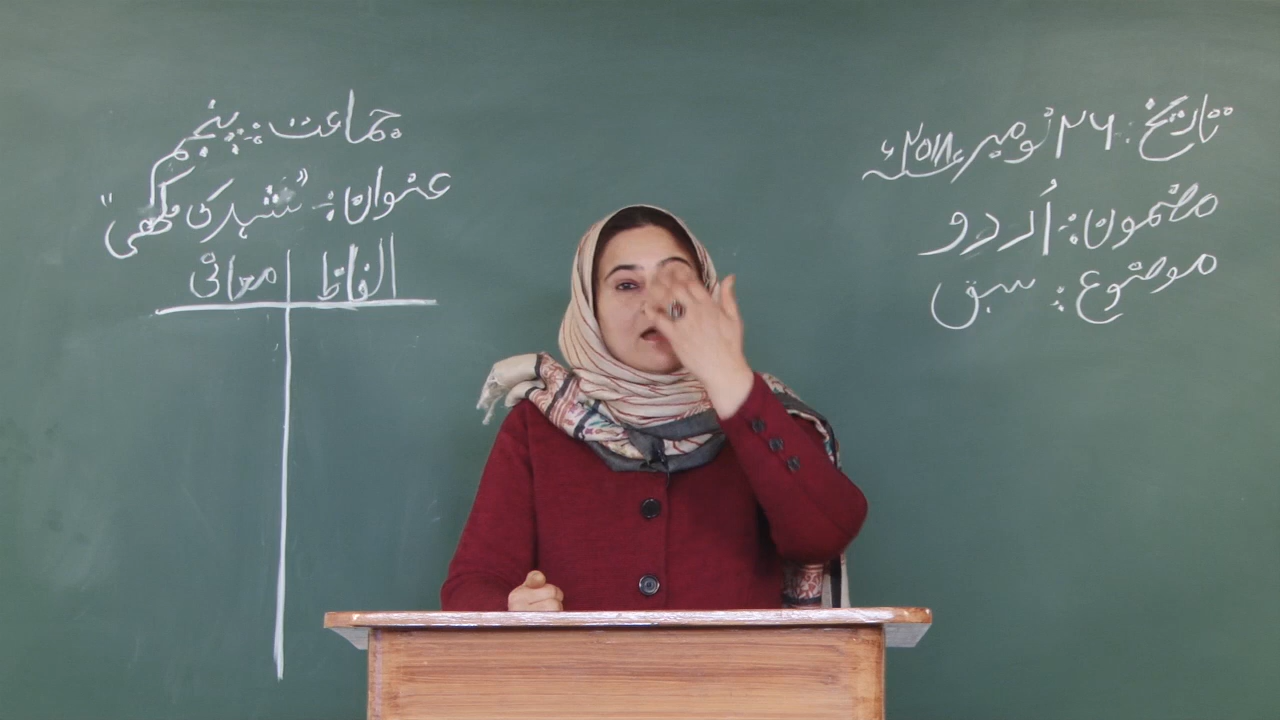 تاریخ: ۲۶ نومبر ۲۰۱۸ء
مضمون: اُردو
موضوع: سبق
جماعت: پنجم
عنوان: "شہد کی مکھی"
الفاظ معانی